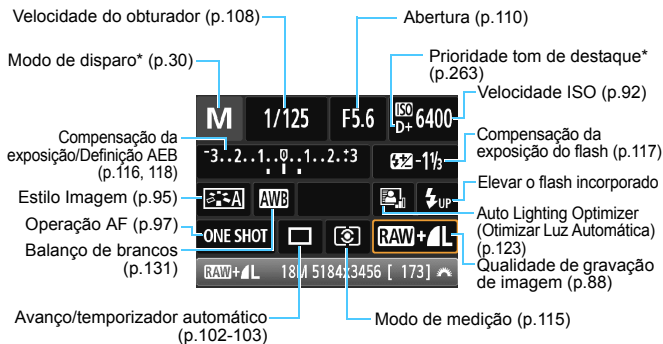 Velocidade do obturador (p.108)
Abertura (p.110)
Modo de disparo* (p.30)
Prioridade tom de destaque*
(p.263)
Velocidade ISO (p.92)
M 1/125 F5.6 ISO D+ 6400
Compensação da
exposição/Definição AEB
(p.116, 118)
-3..2..1..0..1..2.:+3 -1⅓
Compensação da
exposição do flash (p.117)
Estilo Imagem (p.95)
A AWB UP
Elevar o flash incorporado
Operação AF (p.97)
ONE SHOT RAW+L
Auto Lighting Optimizer
(Otimizar Luz Automática)
(p.123)
Balanço de brancos
(p.131)
RAW+L 18M 5184x3456 [ 173]
Qualidade de gravação
de imagem (p.88)
Avanço/temporizador automático
(p.102-103)
Modo de medição (p.115)